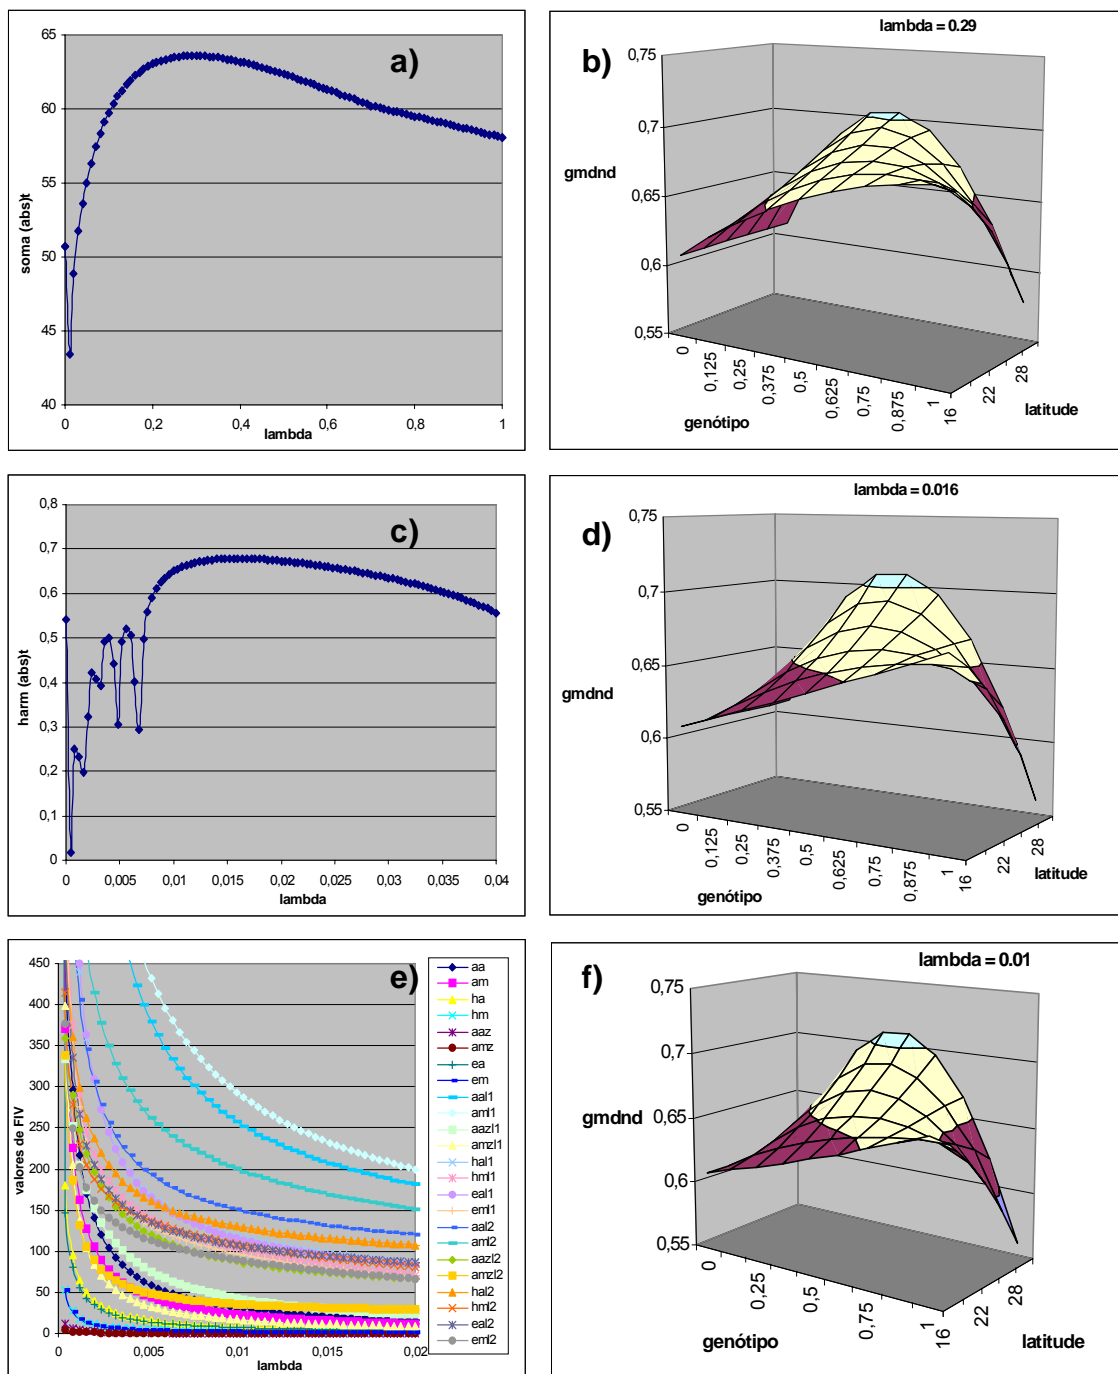 a)
65
60
55
50
45
40
soma (abs)t
0
0,2
0,4
0,6
0,8
1
lambda
lambda = 0.29
b)
0,75
0,7
0,65
0,6
0,55
gmdnd
0
0,125
0,25
0,375
0,5
0,625
0,75
0,875
1
genótipo
16
22
28
latitude
c)
0,8
0,7
0,6
0,5
0,4
0,3
0,2
0,1
0
harm (abs)t
0
0,005
0,01
0,015
0,02
0,025
0,03
0,035
0,04
lambda
lambda = 0.016
d)
0,75
0,7
0,65
0,6
0,55
gmdnd
0
0,125
0,25
0,375
0,5
0,625
0,75
0,875
1
genótipo
16
22
28
latitude
e)
450
400
350
300
250
200
150
100
50
0
valores de FIV
0
0,005
0,01
0,015
0,02
lambda
aa
am
ha
hm
aaz
amz
ea
em
aal1
aml1
aazl1
amzl1
hal1
hml1
eal1
eml1
aal2
aml2
aazl2
amzl2
hal2
hml2
eal2
eml2
lambda = 0.01
f)
0,75
0,7
0,65
0,6
0,55
gmdnd
0
0,25
0,5
0,75
1
genótipo
16
22
28
latitude